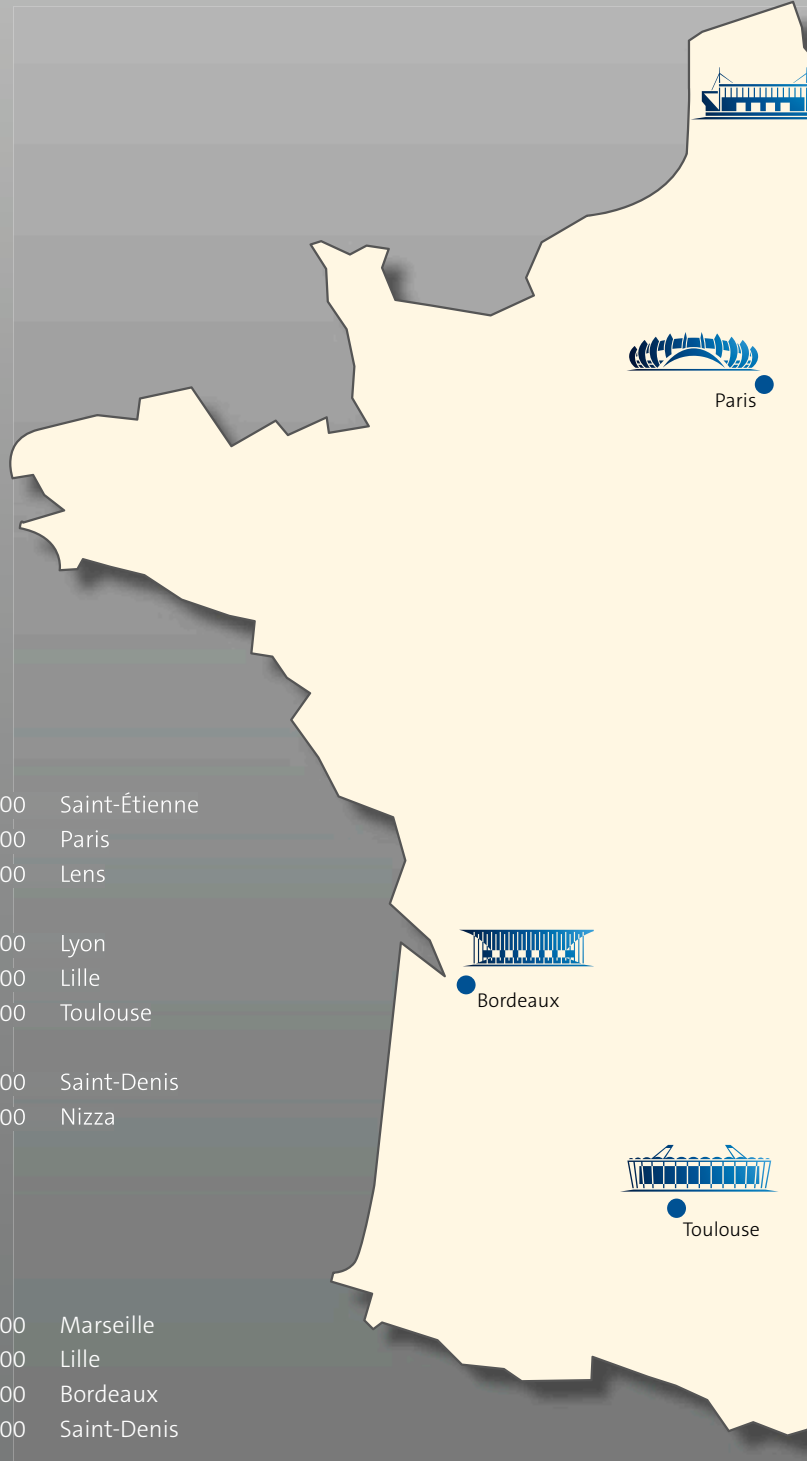 Paris
00 Saint-Étienne
00 Paris
00 Lens
00 Lyon
00 Lille
00 Toulouse
00 Saint-Denis
00 Nizza
Bordeaux
Toulouse
00 Marseille
00 Lille
00 Bordeaux
00 Saint-Denis